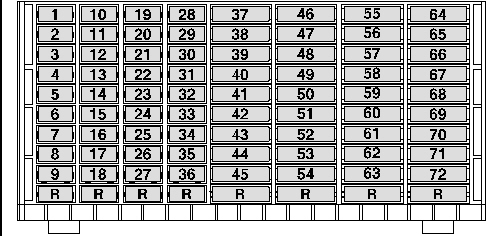 1 10 19 28 37 46 55 64
2 11 20 29 38 47 56 65
3 12 21 30 39 48 57 66
4 13 22 31 40 49 58 67
5 14 23 32 41 50 59 68
6 15 24 33 42 51 60 69
7 16 25 34 43 52 61 70
8 17 26 35 44 53 62 71
9 18 27 36 45 54 63 72
R R R R R R R R